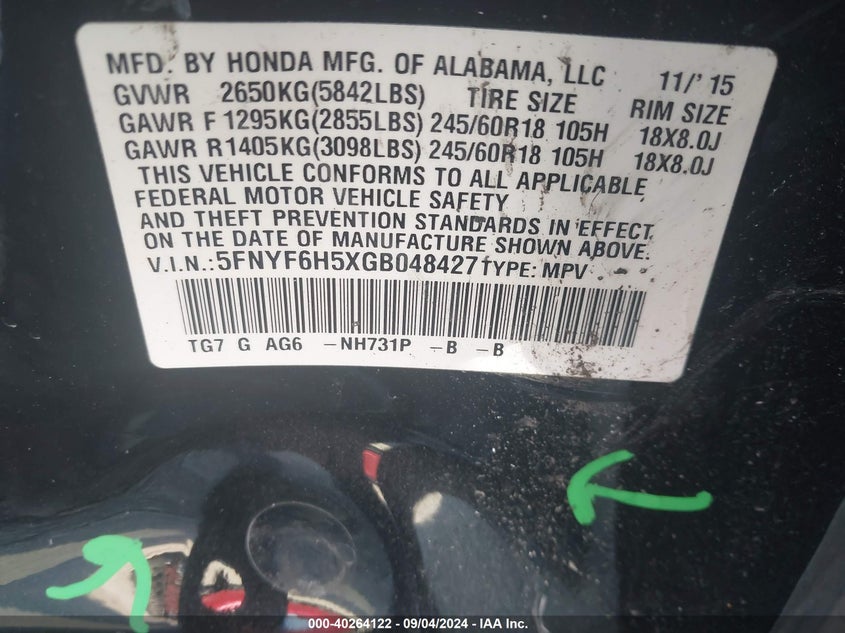 MFD. BY HONDA MFG. OF ALABAMA, LLC 11/'15
GVWR 2650KG(5842LBS) TIRE SIZE RIM SIZE
GAWR F 1295KG(2855LBS) 245/60R18 105H 18X8.0J
GAWR R1405KG(3098LBS) 245/60R18 105H 18X8.0J
THIS VEHICLE CONFORMS TO ALL APPLICABLE
FEDERAL MOTOR VEHICLE SAFETY
AND THEFT PREVENTION STANDARDS IN EFFECT
ON THE DATE OF MANUFACTURE SHOWN ABOVE.
V.I.N.:5FNYF6H5XGB048427 TYPE: MPV
TG7 G AG6 -NH731P -B -B
000-40264122 - 09/04/2024 - IAA Inc.